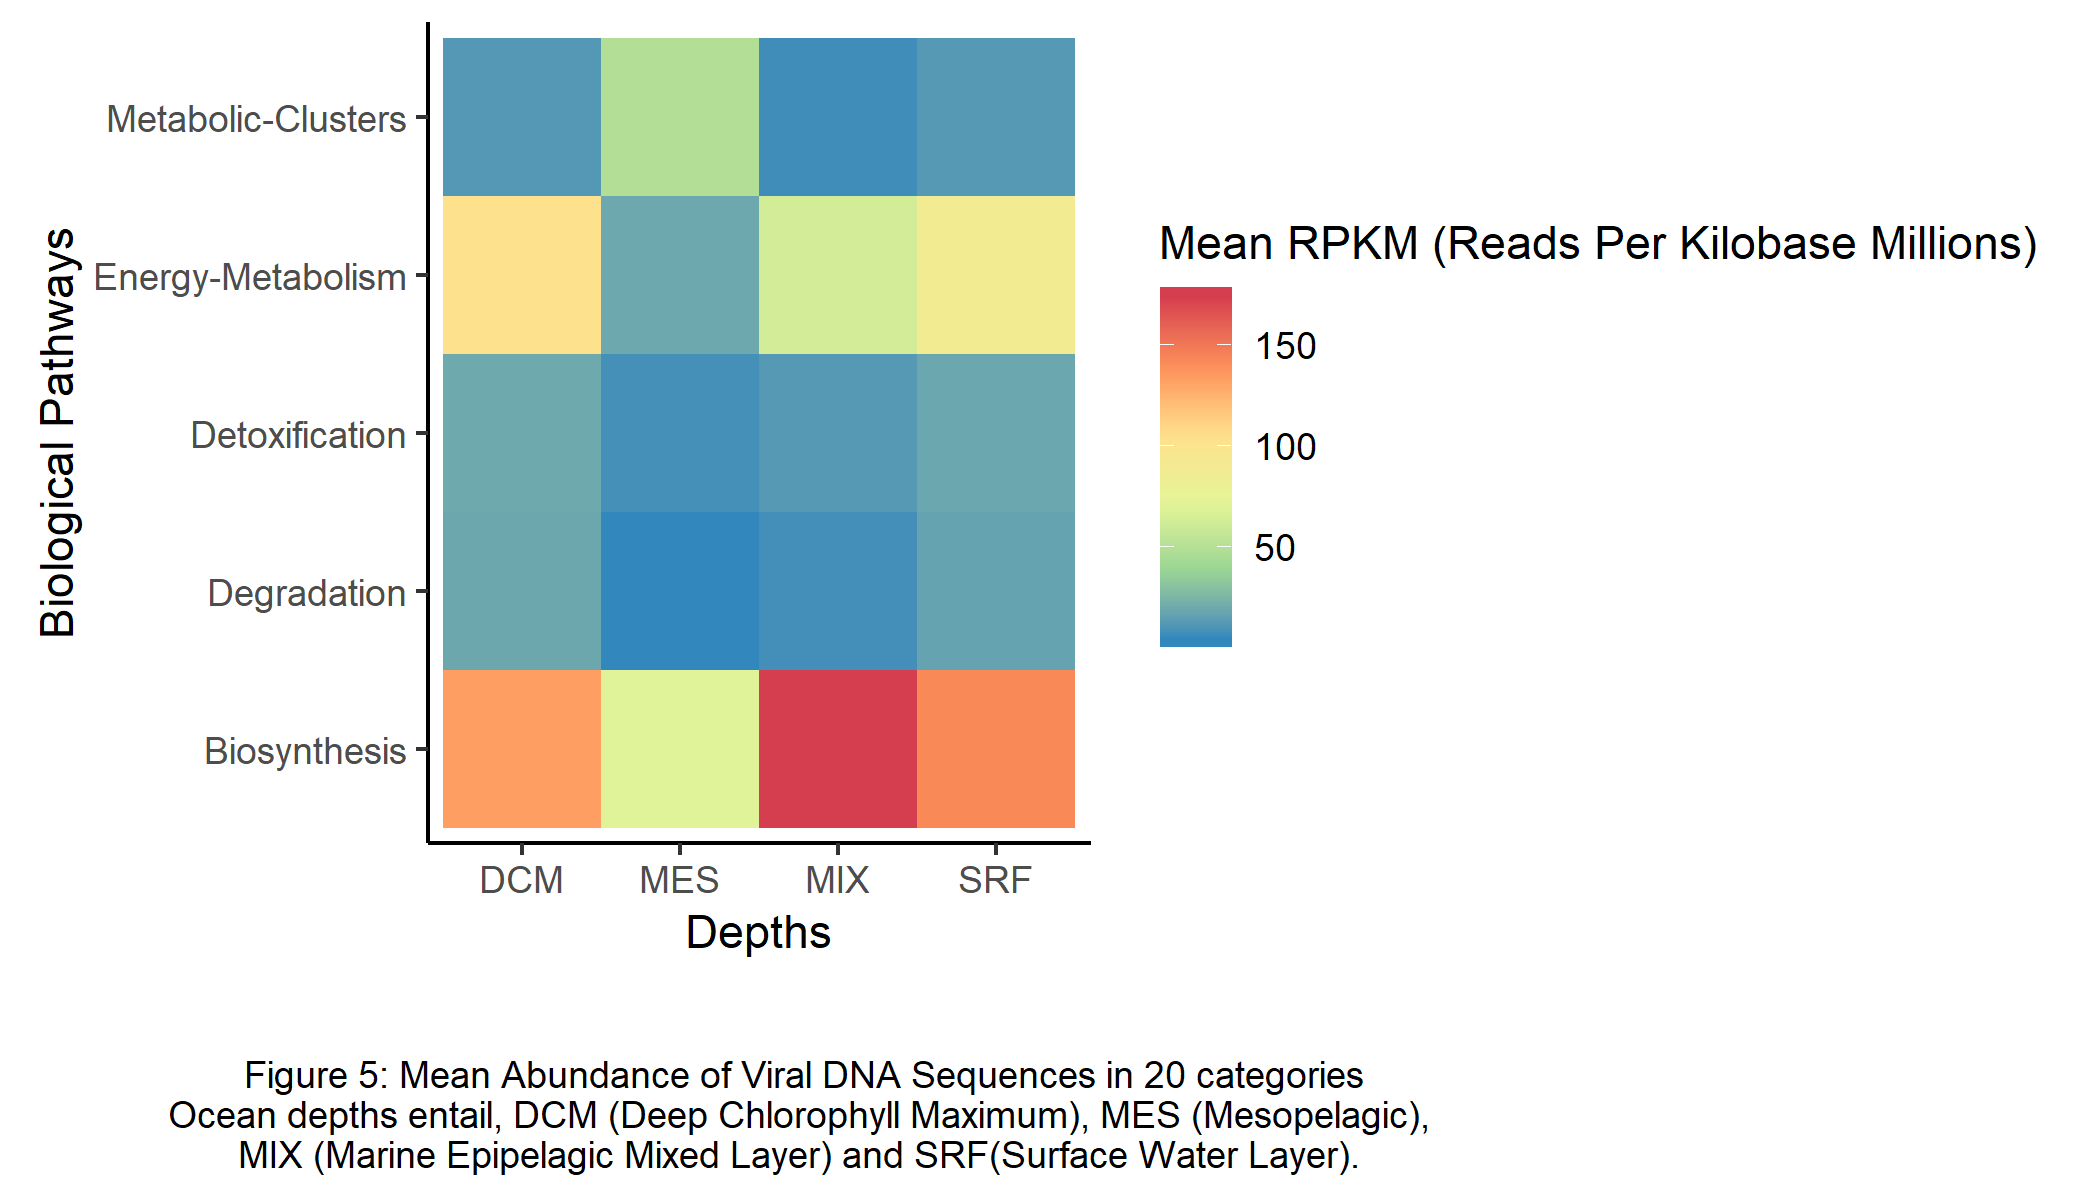 Metabolic-Clusters
Energy-Metabolism
Detoxification
Degradation
Biosynthesis
Biological Pathways
DCM MES MIX SRF
Depths
Mean RPKM (Reads Per Kilobase Millions)
150
100
50
Figure 5: Mean Abundance of Viral DNA Sequences in 20 categories
Ocean depths entail, DCM (Deep Chlorophyll Maximum), MES (Mesopelagic),
MIX (Marine Epipelagic Mixed Layer) and SRF(Surface Water Layer).